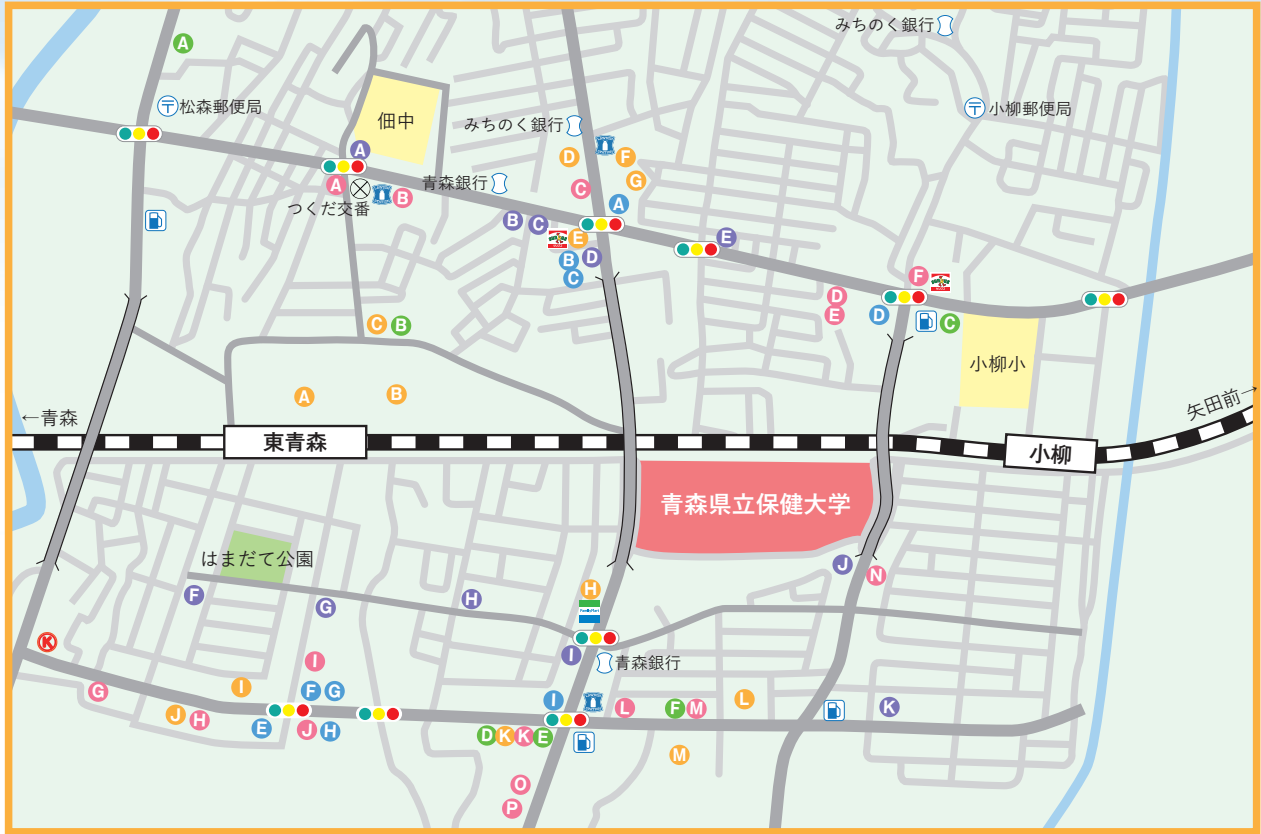 みちのく銀行
A
松森郵便局
小柳郵便局
佃中
みちのく銀行
D
F
A
G
青森銀行
A
つくだ交番
B
C
A
B
C
E
E
D
B
C
F
D
E
D
C
C
B
小柳小
A
B
←青森
矢田前→
東青森
小柳
青森県立保健大学
はまだて公園
J
N
F
G
H
H
FamilyMart
K
I
I
青森銀行
G
I
F
G
J
H
E
J
H
I
L
F
M
L
K
D
K
K
E
M
O
P